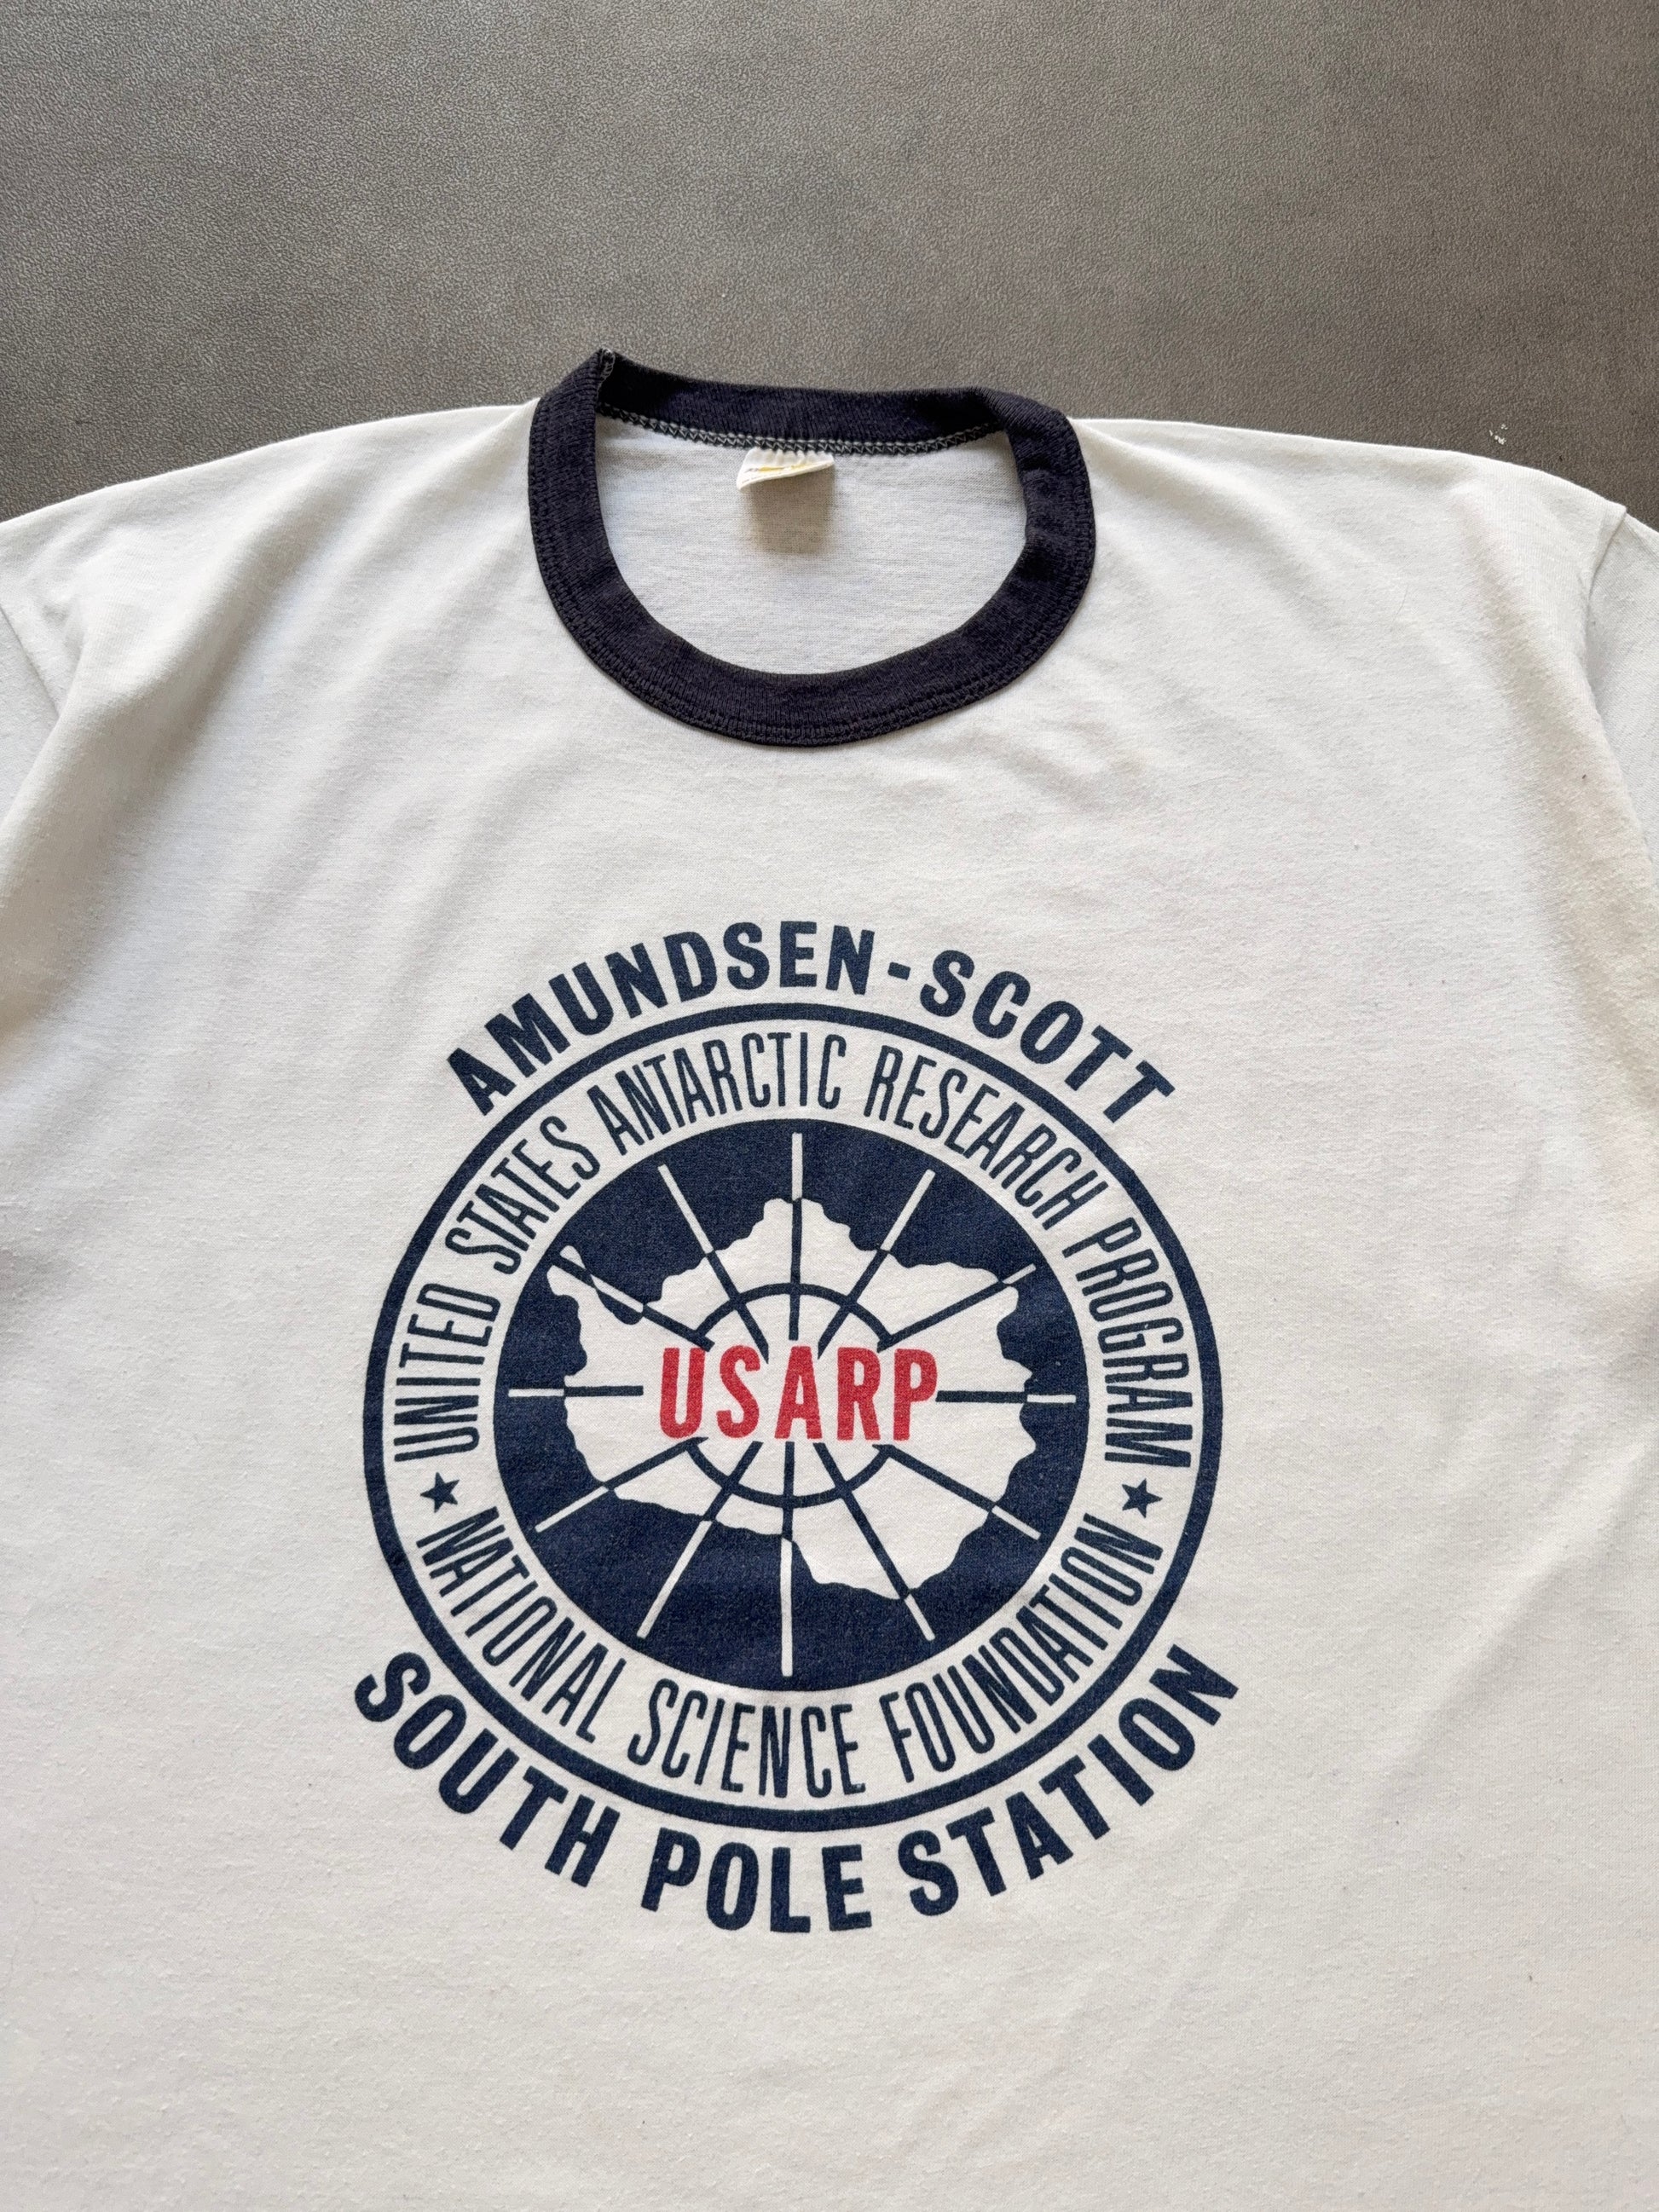 AMUNDSEN-SCOTT
UNITED STATES ANTARCTIC RESEARCH PROGRAM
USARP
★ NATIONAL SCIENCE FOUNDATION ★
SOUTH POLE STATION